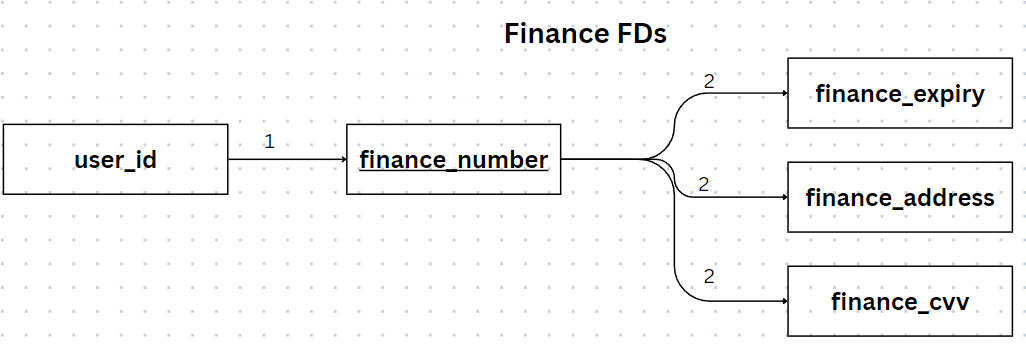 Finance FDs
user_id
1
finance_number
2
finance_expiry
2
finance_address
2
finance_cvv